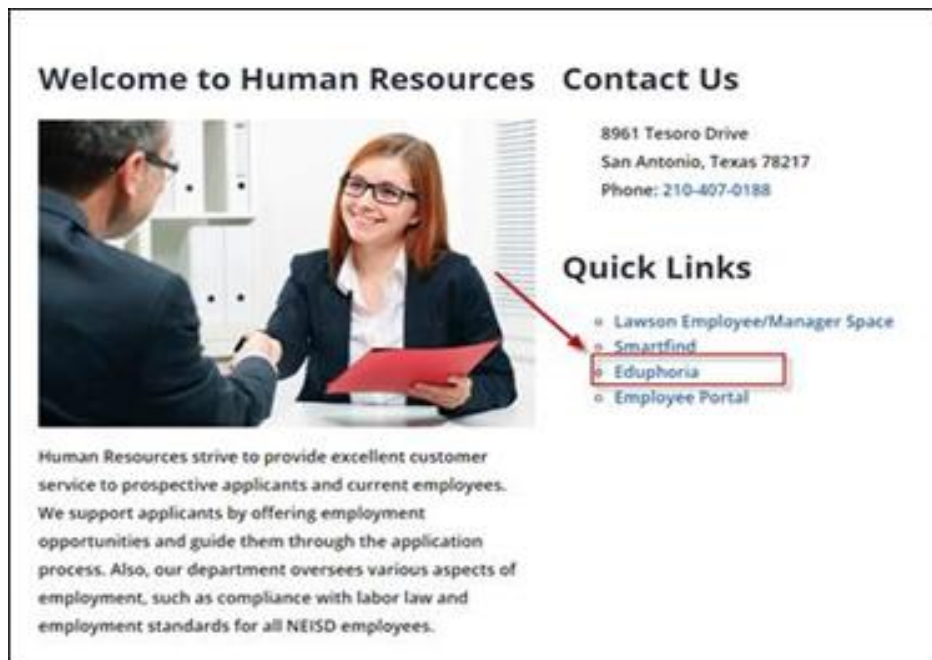 Welcome to Human Resources
Human Resources strive to provide excellent customer
service to prospective applicants and current employees.
We support applicants by offering employment
opportunities and guide them through the application
process. Also, our department oversees various aspects of
employment, such as compliance with labor law and
employment standards for all NEISD employees.
Contact Us
8961 Tesoro Drive
San Antonio, Texas 78217
Phone: 210-407-0188
Quick Links
Lawson Employee/Manager Space
Smartfind
Eduphoria
Employee Portal